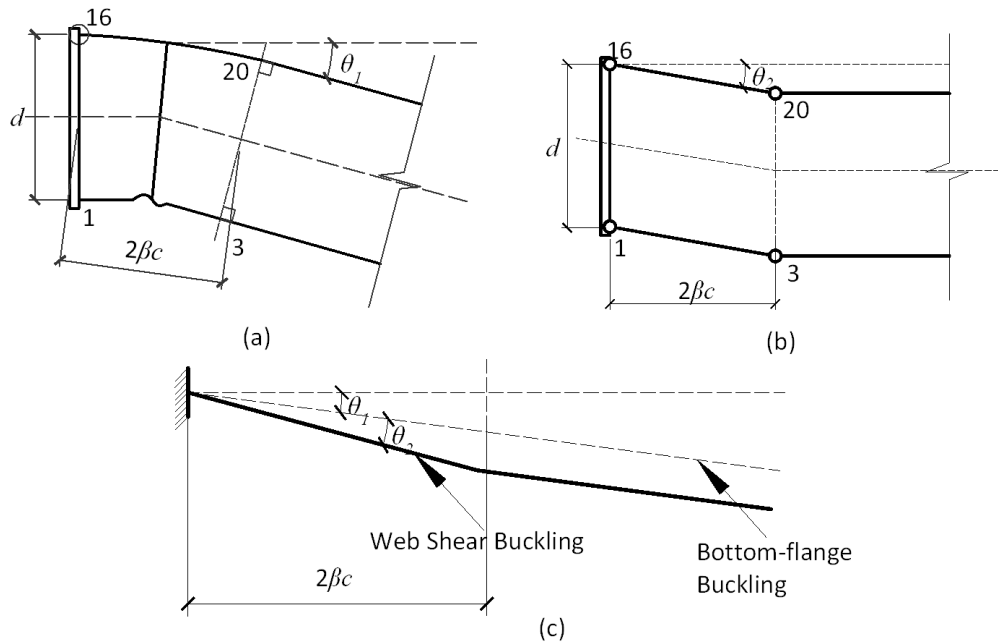 16
d
20
θ1
1
3
2βc
(a)
16
θ2
20
d
1
3
2βc
(b)
θ1
θ2
Web Shear Buckling
Bottom-flange
Buckling
2βc
(c)